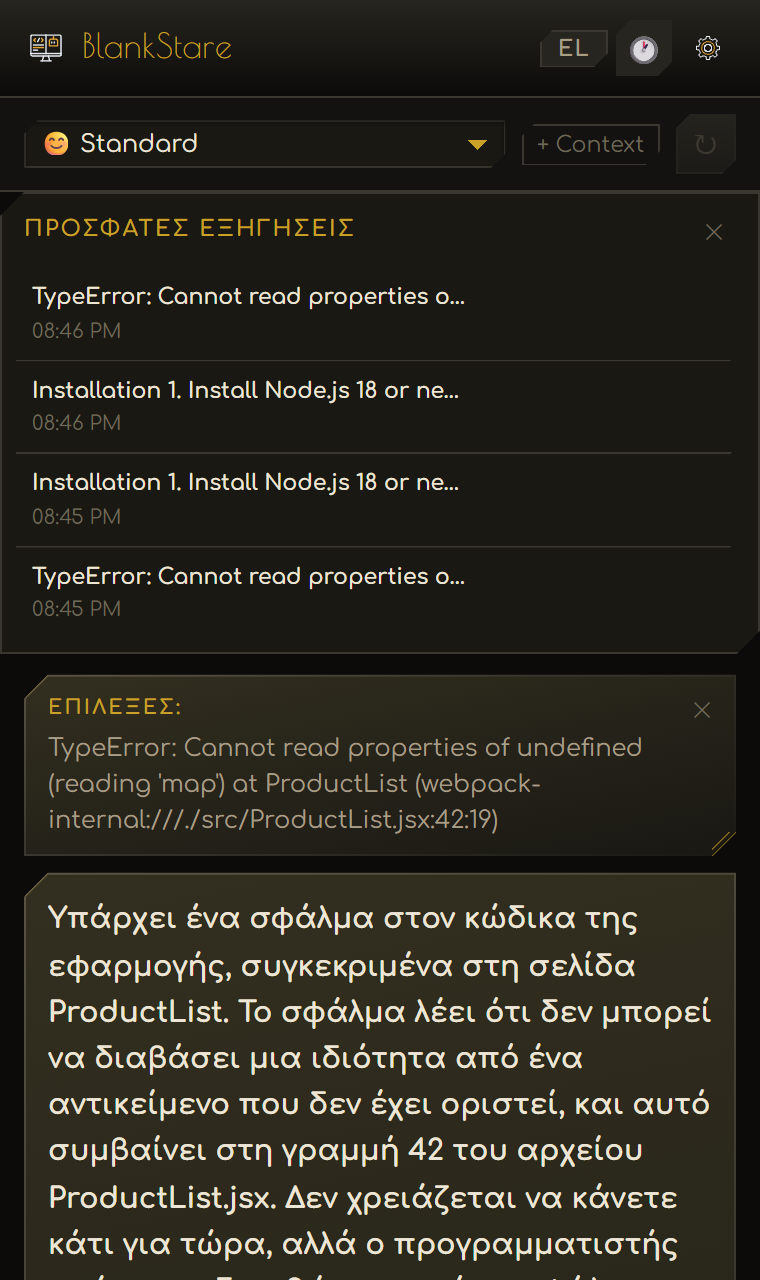 BlankStare
EL
Standard
+ Context
ΠΡΟΣΦΑΤΕΣ ΕΞΗΓΗΣΕΙΣ
TypeError: Cannot read properties o...
08:46 PM
Installation 1. Install Node.js 18 or ne...
08:46 PM
Installation 1. Install Node.js 18 or ne...
08:45 PM
TypeError: Cannot read properties o...
08:45 PM
ΕΠΙΛΕΞΕΣ:
TypeError: Cannot read properties of undefined
(reading 'map') at ProductList (webpack-
internal:///./src/ProductList.jsx:42:19)
Υπάρχει ένα σφάλμα στον κώδικα της
εφαρμογής, συγκεκριμένα στη σελίδα
ProductList. Το σφάλμα λέει ότι δεν μπορεί
να διαβάσει μια ιδιότητα από ένα
αντικείμενο που δεν έχει οριστεί, και αυτό
συμβαίνει στη γραμμή 42 του αρχείου
ProductList.jsx. Δεν χρειάζεται να κάνετε
κάτι για τώρα, αλλά ο προγραμματιστής